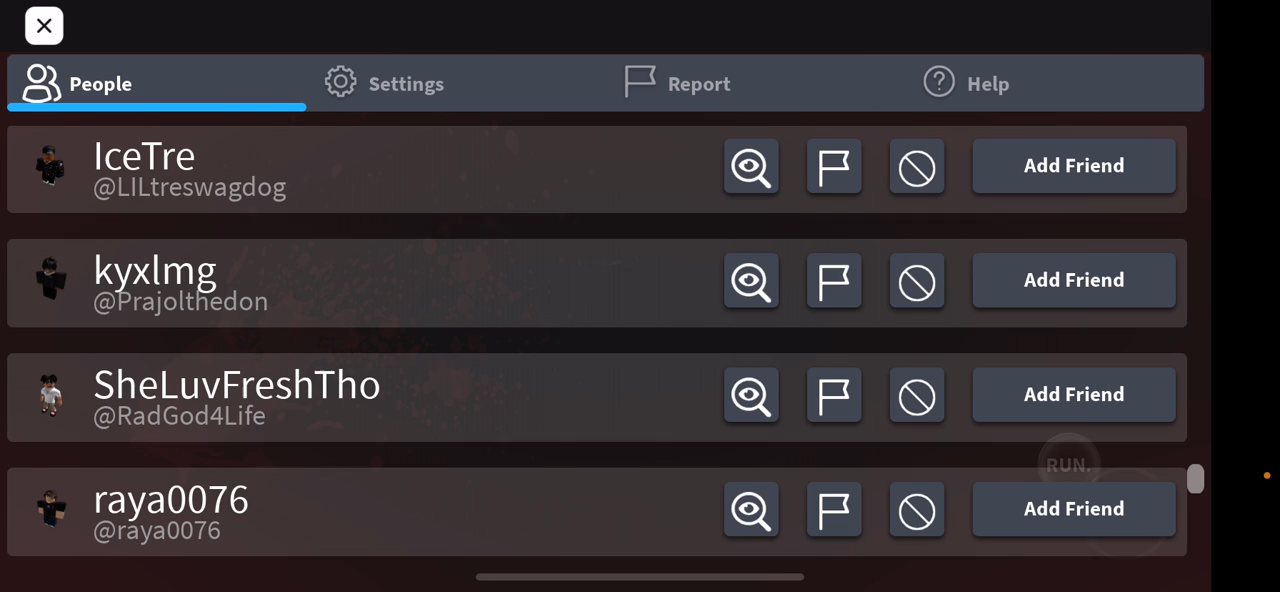 People
Settings
Report
Help
IceTre
@LILtreswagdog
Add Friend
kyxlmg
@Prajolthedon
Add Friend
SheLuvFreshTho
@RadGod4Life
Add Friend
RUN.
raya0076
@raya0076
Add Friend